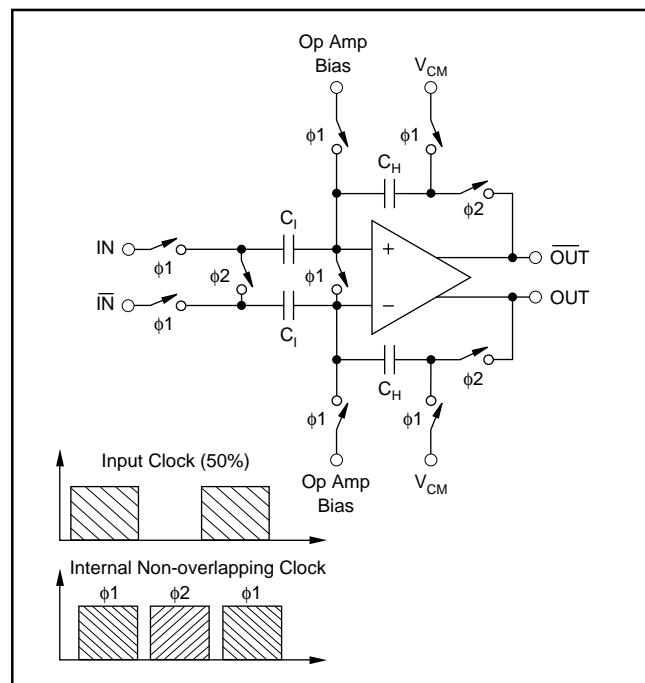 Op Amp
Bias
V_CM
φ1
φ1
C_H
φ2
IN
φ1
C_I
φ2
φ1
+
OUT̅
I̅N̅
φ1
C_I
−
OUT
C_H
φ2
φ1
φ1
Op Amp
Bias
V_CM
Input Clock (50%)
Internal Non-overlapping Clock
φ1
φ2
φ1